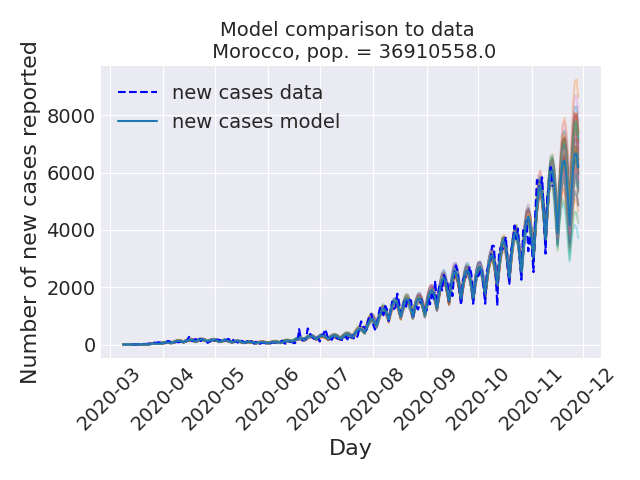 Model comparison to data
Morocco, pop. = 36910558.0
Number of new cases reported
8000
6000
4000
2000
0
new cases data
new cases model
2020-03
2020-04
2020-05
2020-06
2020-07
2020-08
2020-09
2020-10
2020-11
2020-12
Day